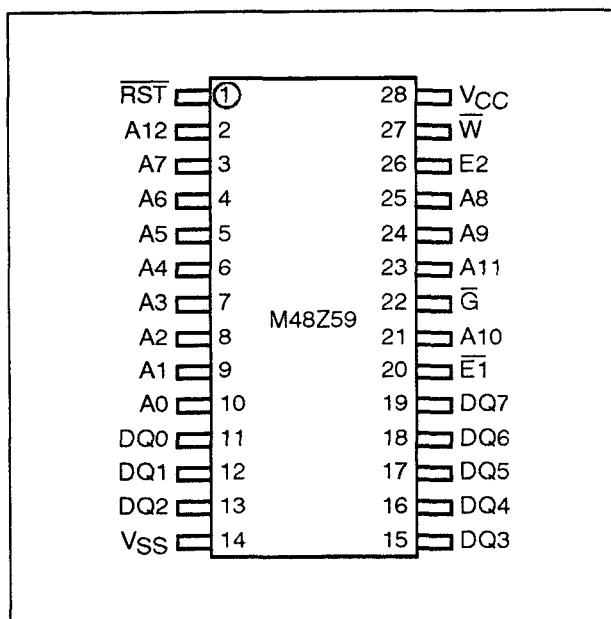 R̅S̅T̅ 1 28 VCC
A12 2 27 W̅
A7 3 26 E2
A6 4 25 A8
A5 5 24 A9
A4 6 23 A11
A3 7 22 G̅
A2 8 M48Z59 21 A10
A1 9 20 E̅1̅
A0 10 19 DQ7
DQ0 11 18 DQ6
DQ1 12 17 DQ5
DQ2 13 16 DQ4
VSS 14 15 DQ3